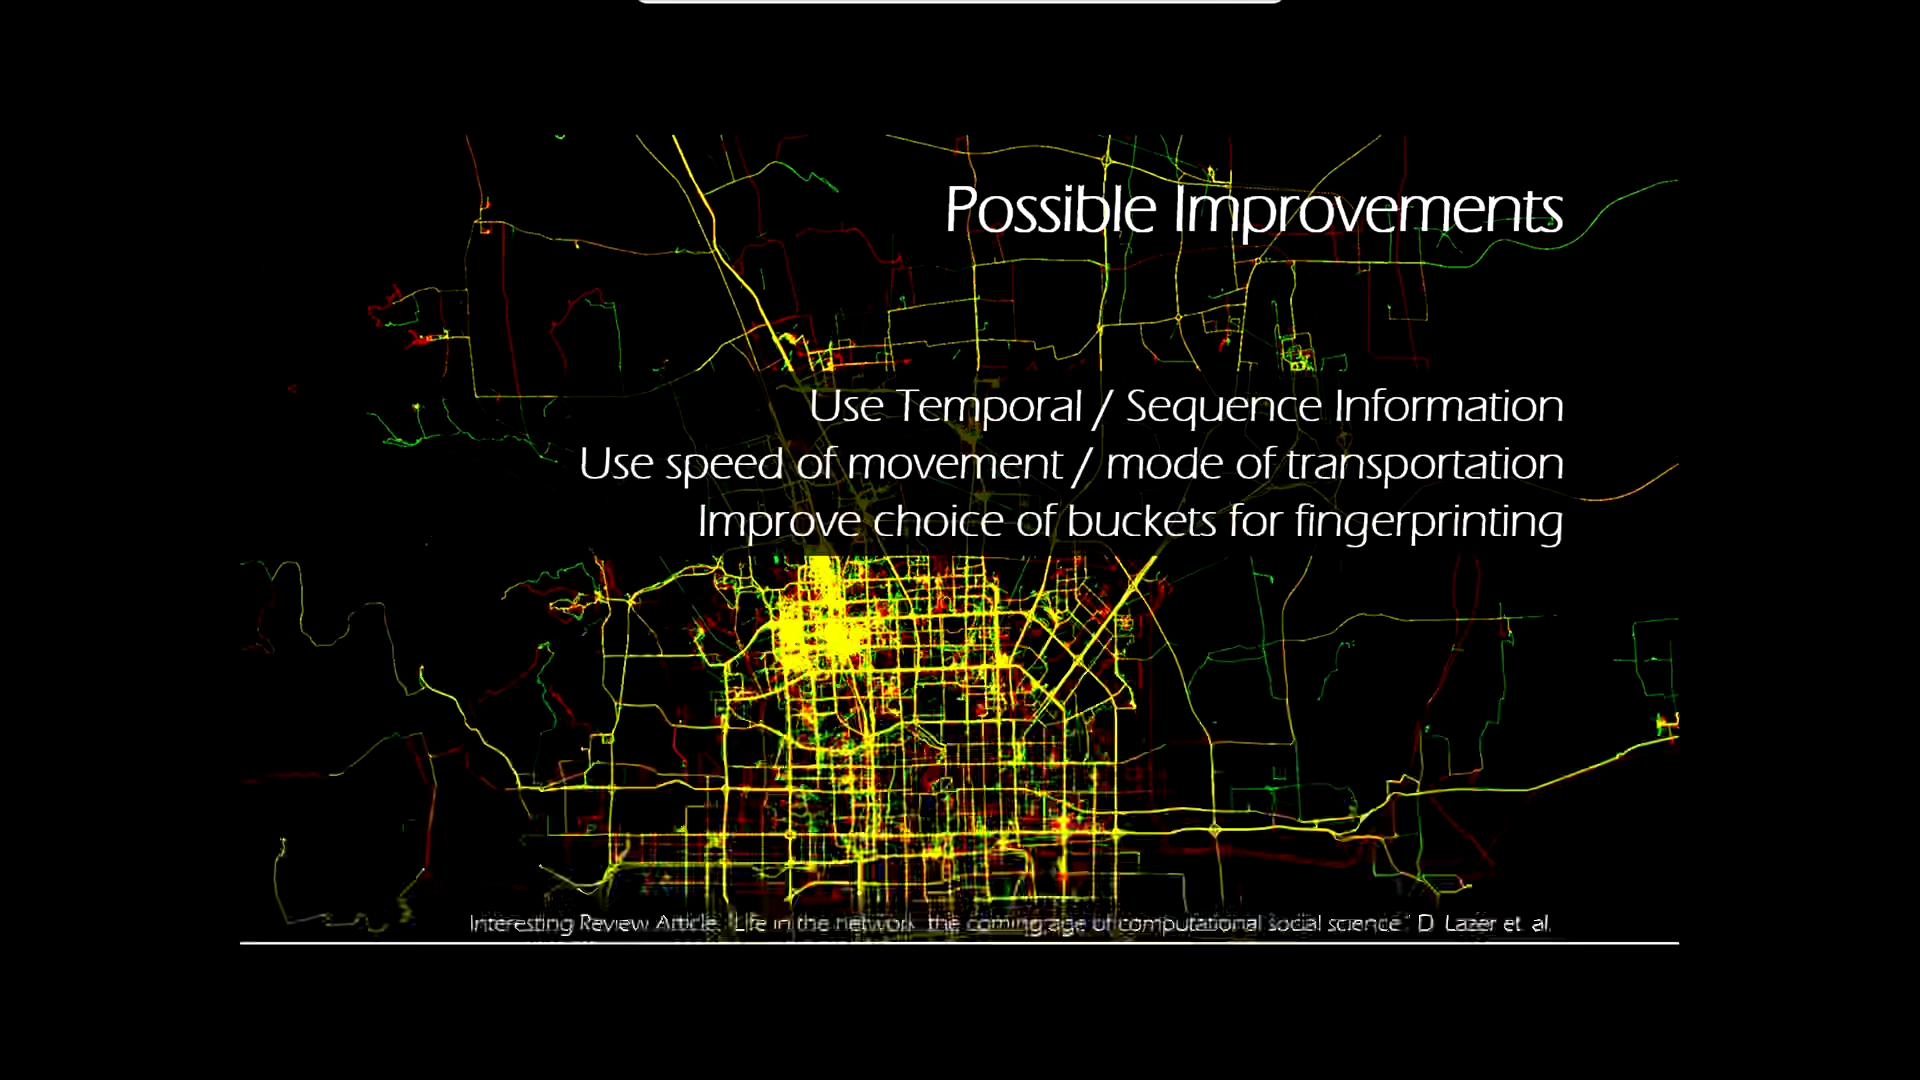 Possible Improvements
Use Temporal / Sequence Information
Use speed of movement / mode of transportation
Improve choice of buckets for fingerprinting
Interesting Review Article. "Life in the network: the coming age of computational social science" D. Lazer et. al.